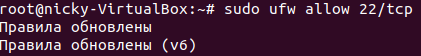 root@nicky-VirtualBox:~# sudo ufw allow 22/tcp
Правила обновлены
Правила обновлены (v6)